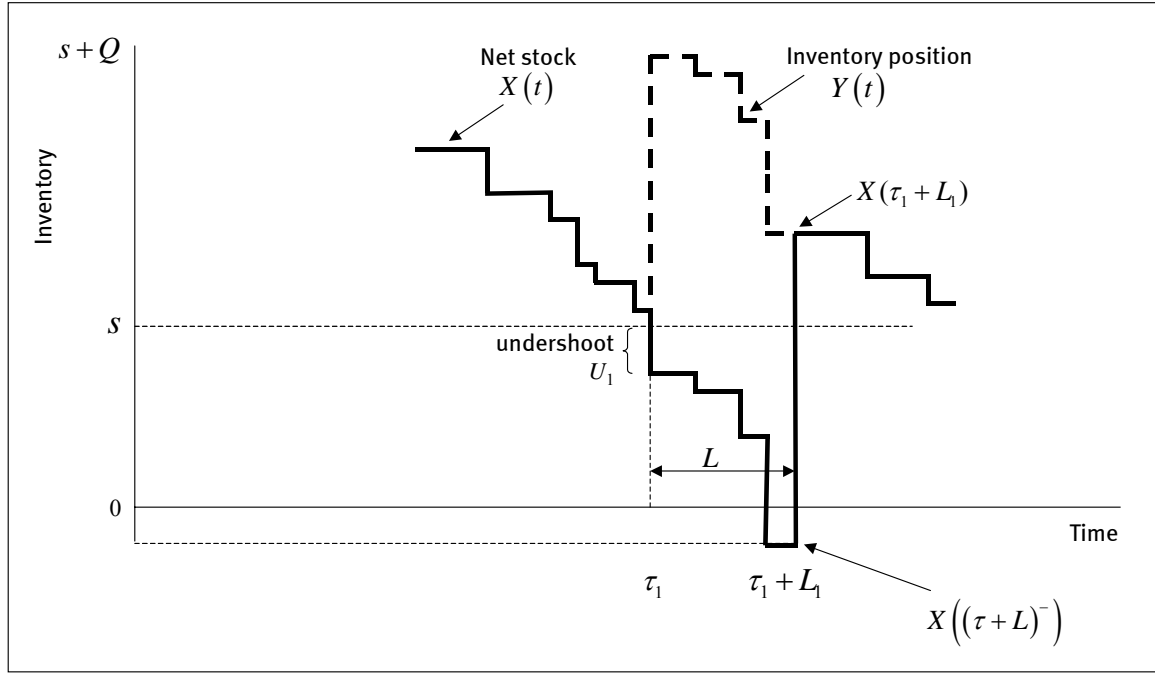 s + Q
Net stock
X(t)
Inventory position
Y(t)
Inventory
X(τ₁ + L₁)
s
undershoot
U₁
L
0
Time
τ₁
τ₁ + L₁
X((τ + L)⁻)